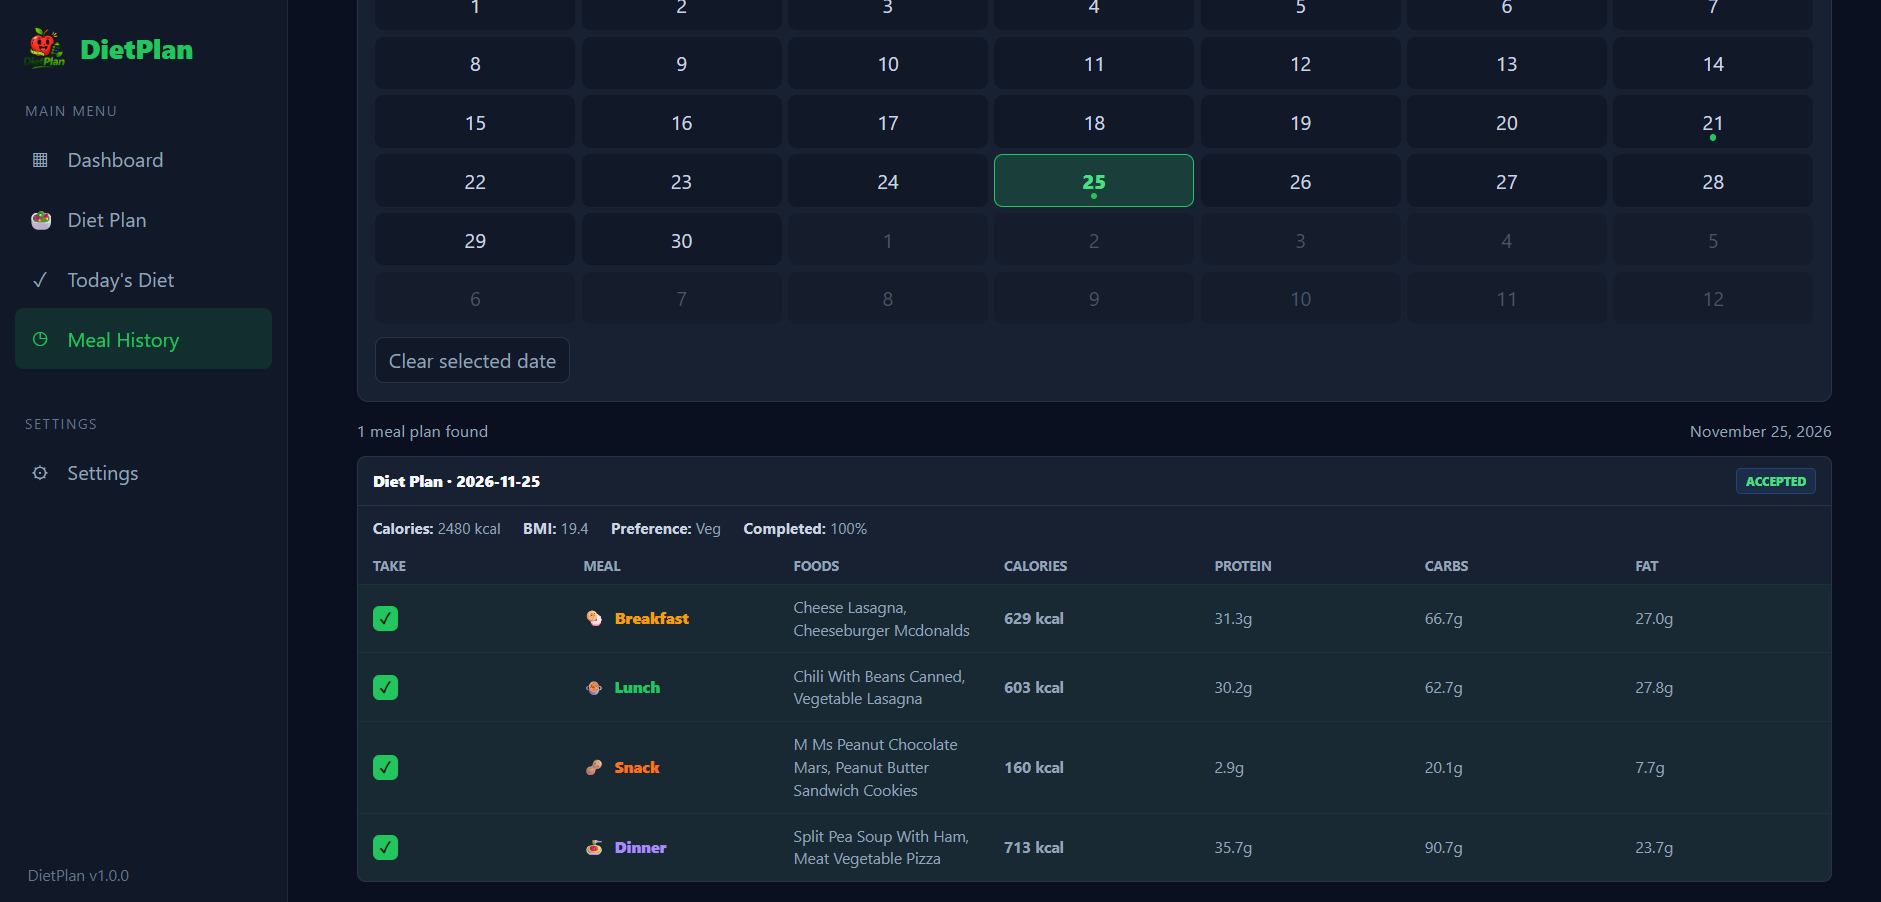 DietPlan
DietPlan
MAIN MENU
Dashboard
Diet Plan
Today's Diet
Meal History
SETTINGS
Settings
DietPlan v1.0.0
1 2 3 4 5 6 7
8 9 10 11 12 13 14
15 16 17 18 19 20 21
22 23 24 25 26 27 28
29 30 1 2 3 4 5
6 7 8 9 10 11 12
Clear selected date
1 meal plan found November 25, 2026
Diet Plan · 2026-11-25 ACCEPTED
Calories: 2480 kcal BMI: 19.4 Preference: Veg Completed: 100%
TAKE MEAL FOODS CALORIES PROTEIN CARBS FAT
Cheese Lasagna,
Breakfast 629 kcal 31.3g 66.7g 27.0g
Cheeseburger Mcdonalds
Chili With Beans Canned,
Lunch 603 kcal 30.2g 62.7g 27.8g
Vegetable Lasagna
M Ms Peanut Chocolate
Snack Mars, Peanut Butter 160 kcal 2.9g 20.1g 7.7g
Sandwich Cookies
Split Pea Soup With Ham,
Dinner 713 kcal 35.7g 90.7g 23.7g
Meat Vegetable Pizza